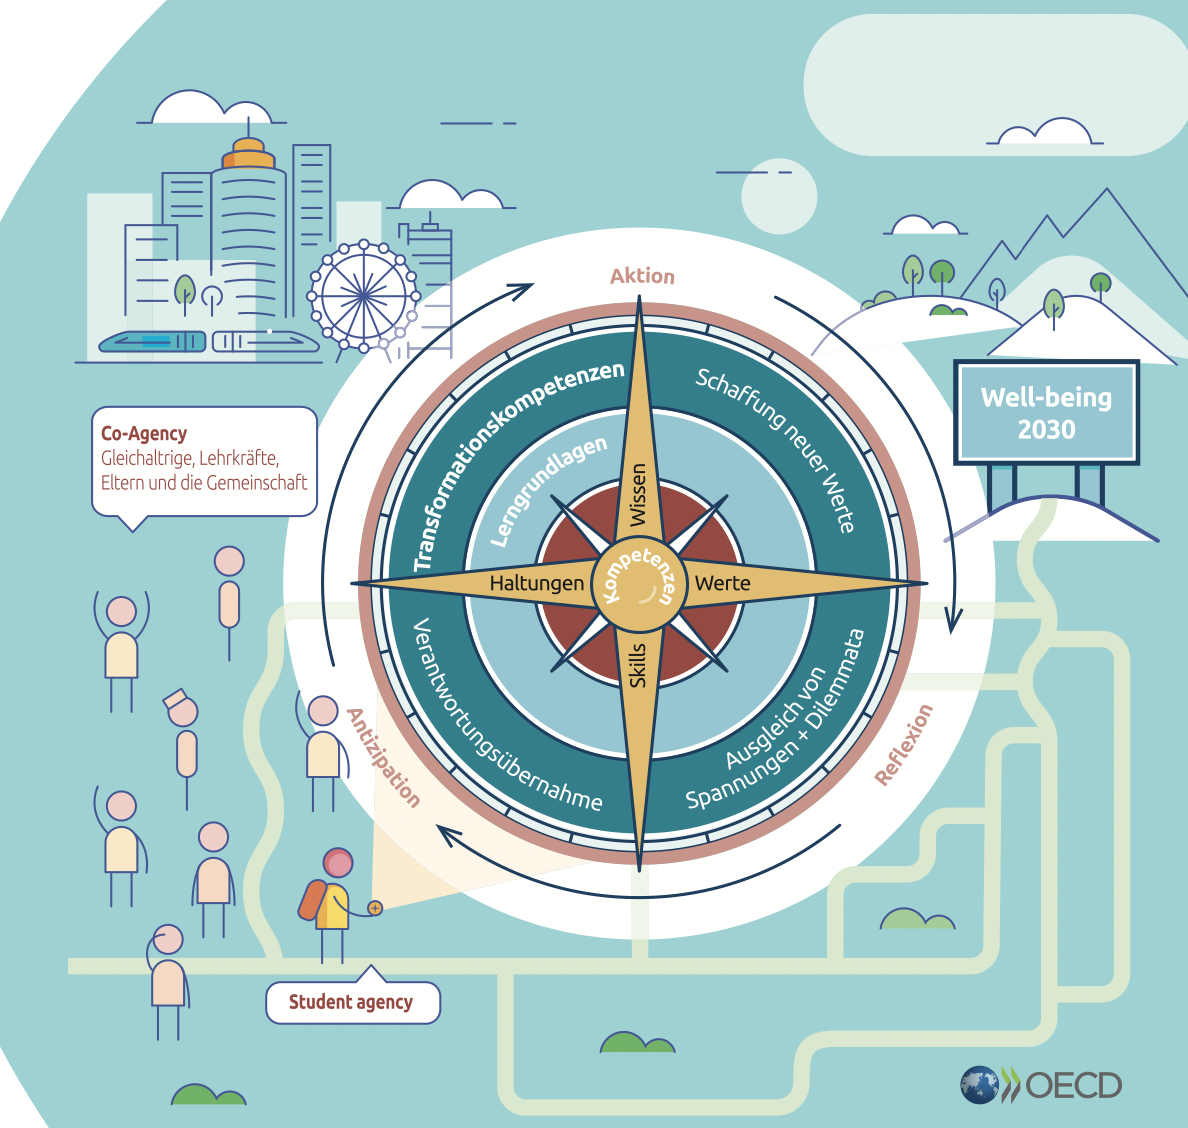 Aktion
Transformationskompetenzen
Schaffung neuer Werte
Lerngrundlagen
Wissen
Haltungen
Kompetenzen
Werte
Skills
Verantwortungsübernahme
Ausgleich von
Spannungen + Dilemmata
Antizipation
Reflexion
Well-being
2030
Co-Agency
Gleichaltrige, Lehrkräfte,
Eltern und die Gemeinschaft
Student agency
OECD